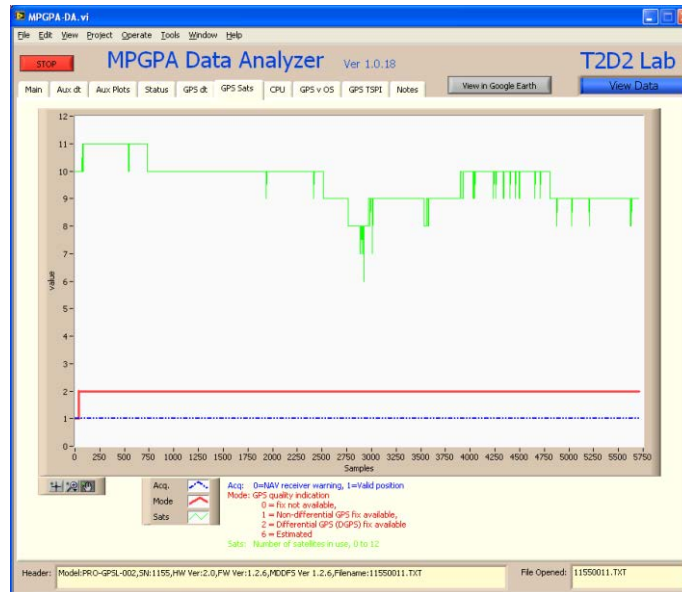 MPGPA-DA.vi
File Edit View Project Operate Tools Window Help
STOP MPGPA Data Analyzer Ver 1.0.18 T2D2 Lab
Main Aux dt Aux Plots Status GPS dt GPS Sats CPU GPS v OS GPS TSPI Notes View in Google Earth View Data
12
11
10
9
8
7
6
5
4
3
2
1
0
value
0 250 500 750 1000 1250 1500 1750 2000 2250 2500 2750 3000 3250 3500 3750 4000 4250 4500 4750 5000 5250 5500 5750
Samples
Acq.
Mode
Sats
Acq: 0=NAV receiver warning, 1=Valid position
Mode: GPS quality indication
0 = fix not available,
1 = Non-differential GPS fix available,
2 = Differential GPS (DGPS) fix available
6 = Estimated
Sats: Number of satellites in use, 0 to 12
Header: Model:PRO-GPSL-002,SN:1155,HW Ver:2.0,FW Ver:1.2.6,MDDFS Ver 1.2.6,Filename:11550011.TXT File Opened: 11550011.TXT